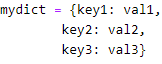 mydict = {key1: val1,
          key2: val2,
          key3: val3}